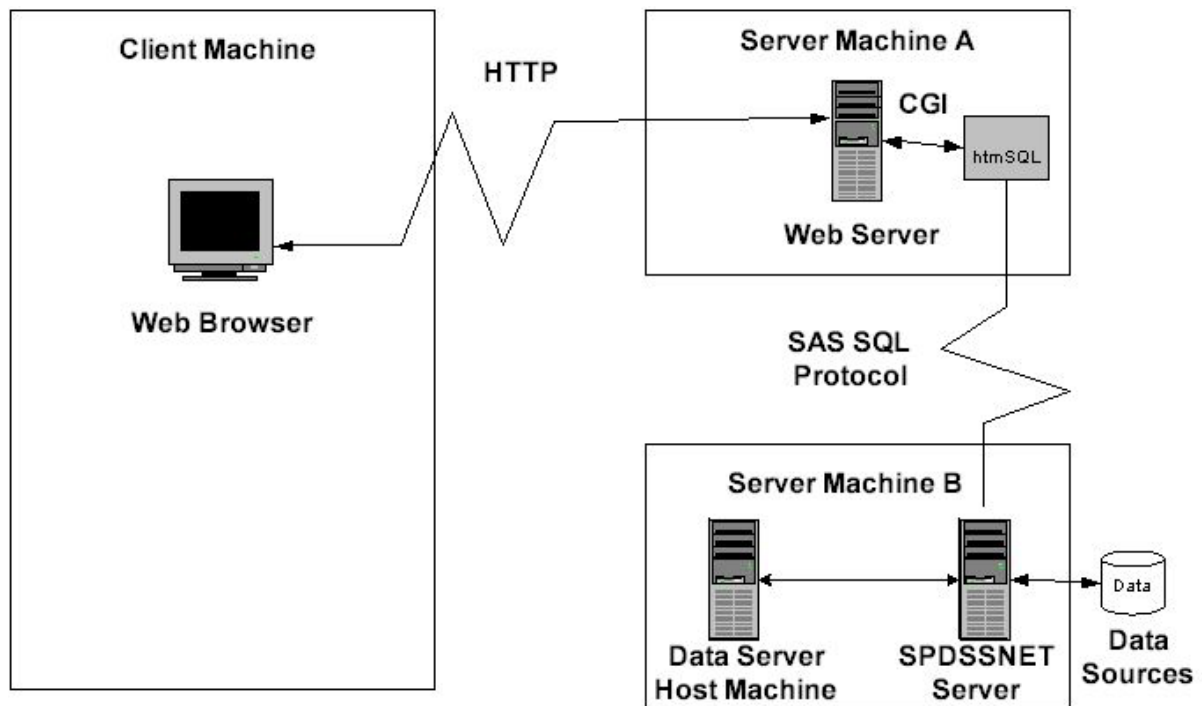 Client Machine
HTTP
Web Browser
Server Machine A
CGI
htmSQL
Web Server
SAS SQL
Protocol
Server Machine B
Data Server
Host Machine
SPDSSNET
Server
Data
Data
Sources